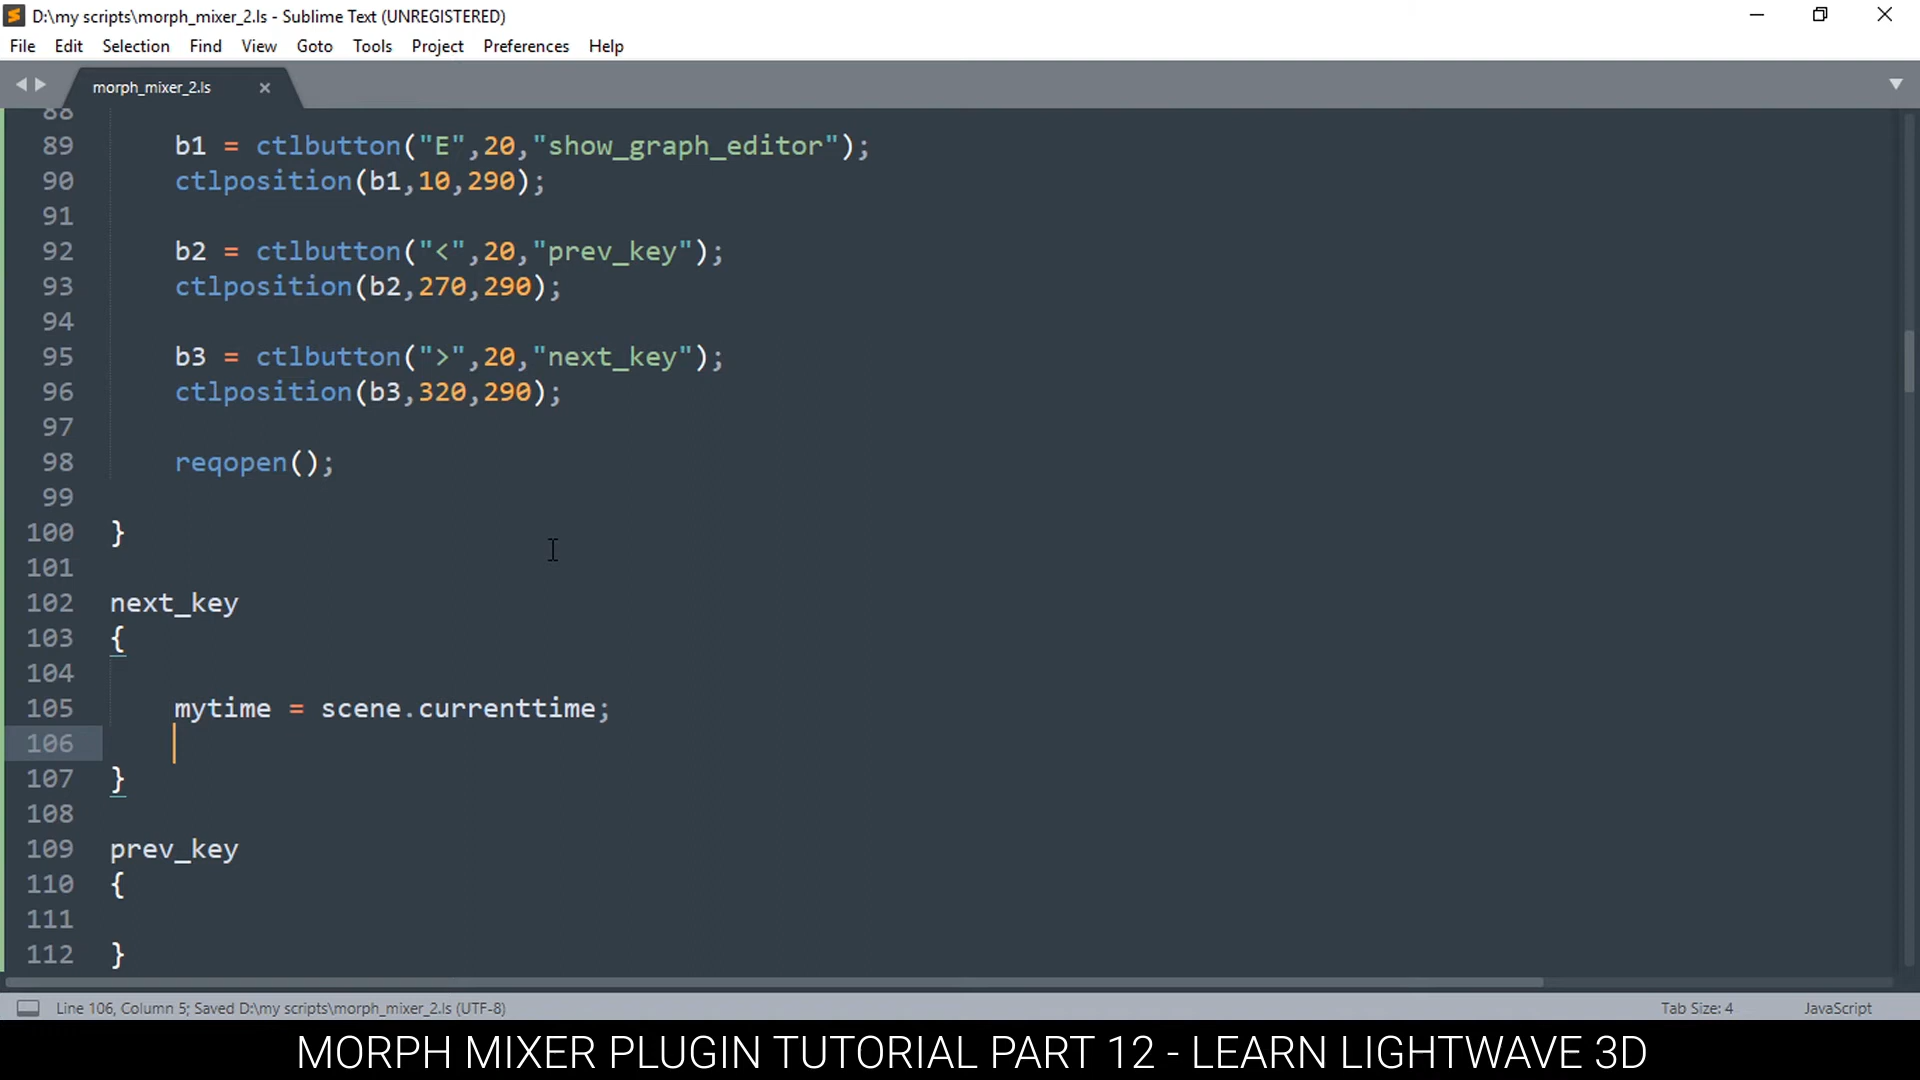 D:\my scripts\morph_mixer_2.ls - Sublime Text (UNREGISTERED)
File Edit Selection Find View Goto Tools Project Preferences Help
morph_mixer_2.ls
88
89 b1 = ctlbutton("E",20,"show_graph_editor");
90 ctlposition(b1,10,290);
91
92 b2 = ctlbutton("<",20,"prev_key");
93 ctlposition(b2,270,290);
94
95 b3 = ctlbutton(">",20,"next_key");
96 ctlposition(b3,320,290);
97
98 reqopen();
99
100 }
101
102 next_key
103 {
104
105 mytime = scene.currenttime;
106
107 }
108
109 prev_key
110 {
111
112 }
Line 106, Column 5; Saved D:\my scripts\morph_mixer_2.ls (UTF-8) Tab Size: 4 JavaScript
MORPH MIXER PLUGIN TUTORIAL PART 12 - LEARN LIGHTWAVE 3D